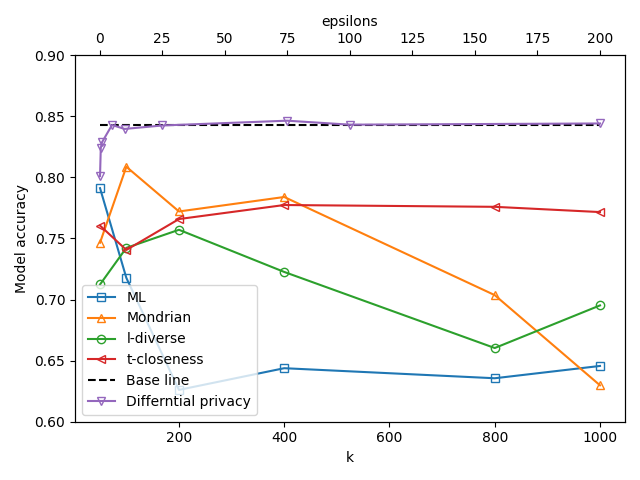 epsilons
0 25 50 75 100 125 150 175 200
0.90
0.85
0.80
0.75
0.70
0.65
0.60
Model accuracy
ML
Mondrian
l-diverse
t-closeness
Base line
Differntial privacy
200 400 600 800 1000
k